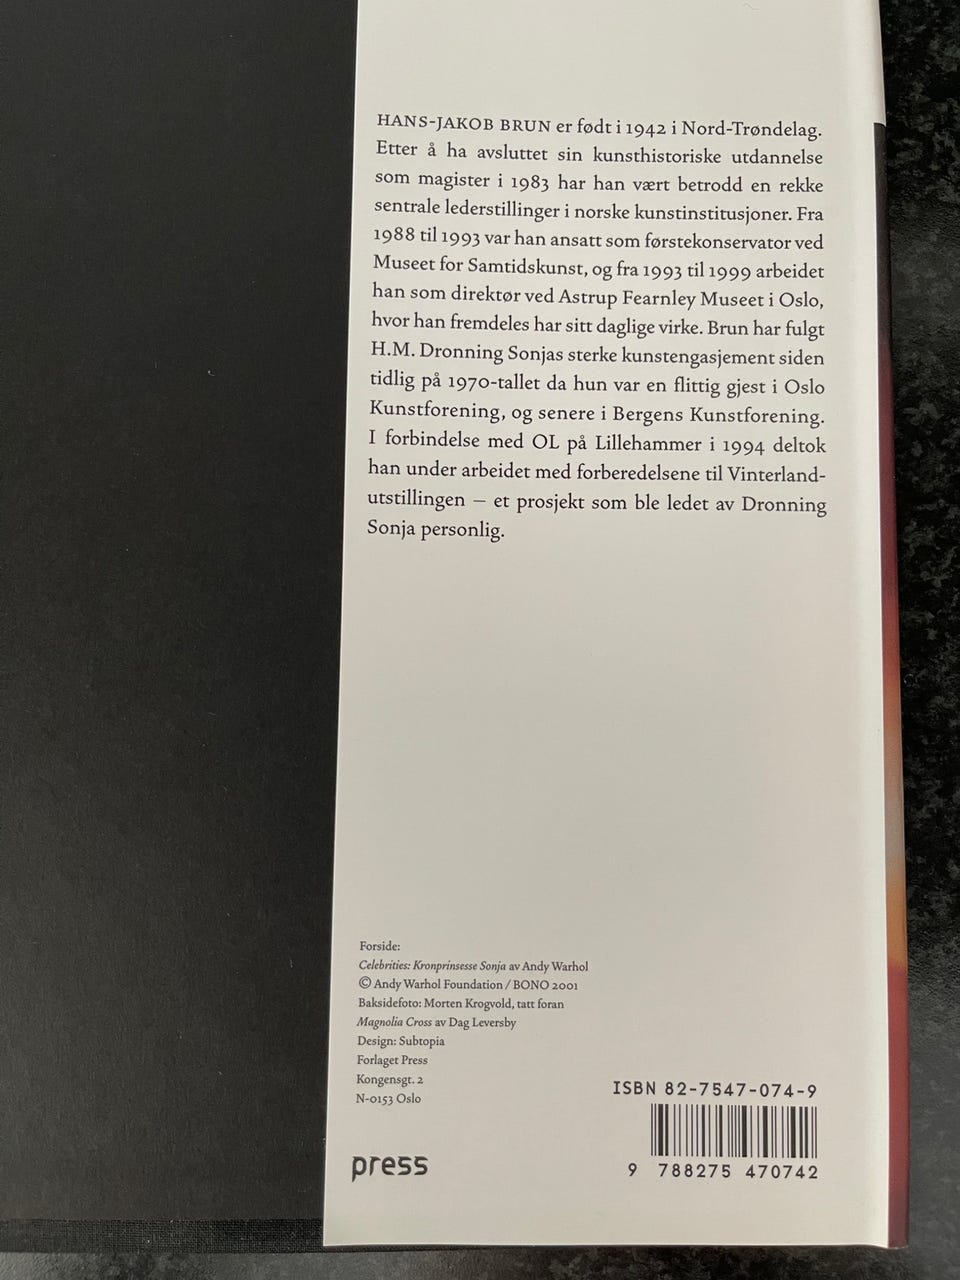 HANS-JAKOB BRUN er født i 1942 i Nord-Trøndelag.
Etter å ha avsluttet sin kunsthistoriske utdannelse
som magister i 1983 har han vært betrodd en rekke
sentrale lederstillinger i norske kunstinstitusjoner. Fra
1988 til 1993 var han ansatt som førstekonservator ved
Museet for Samtidskunst, og fra 1993 til 1999 arbeidet
han som direktør ved Astrup Fearnley Museet i Oslo,
hvor han fremdeles har sitt daglige virke. Brun har fulgt
H.M. Dronning Sonjas sterke kunstengasjement siden
tidlig på 1970-tallet da hun var en flittig gjest i Oslo
Kunstforening, og senere i Bergens Kunstforening.
I forbindelse med OL på Lillehammer i 1994 deltok
han under arbeidet med forberedelsene til Vinterland-
utstillingen – et prosjekt som ble ledet av Dronning
Sonja personlig.
Forside:
Celebrities: Kronprinsesse Sonja av Andy Warhol
© Andy Warhol Foundation / BONO 2001
Baksidefoto: Morten Krogvold, tatt foran
Magnolia Cross av Dag Leversby
Design: Subtopia
Forlaget Press
Kongensgt. 2
N-0153 Oslo
press
ISBN 82-7547-074-9
9 788275 470742